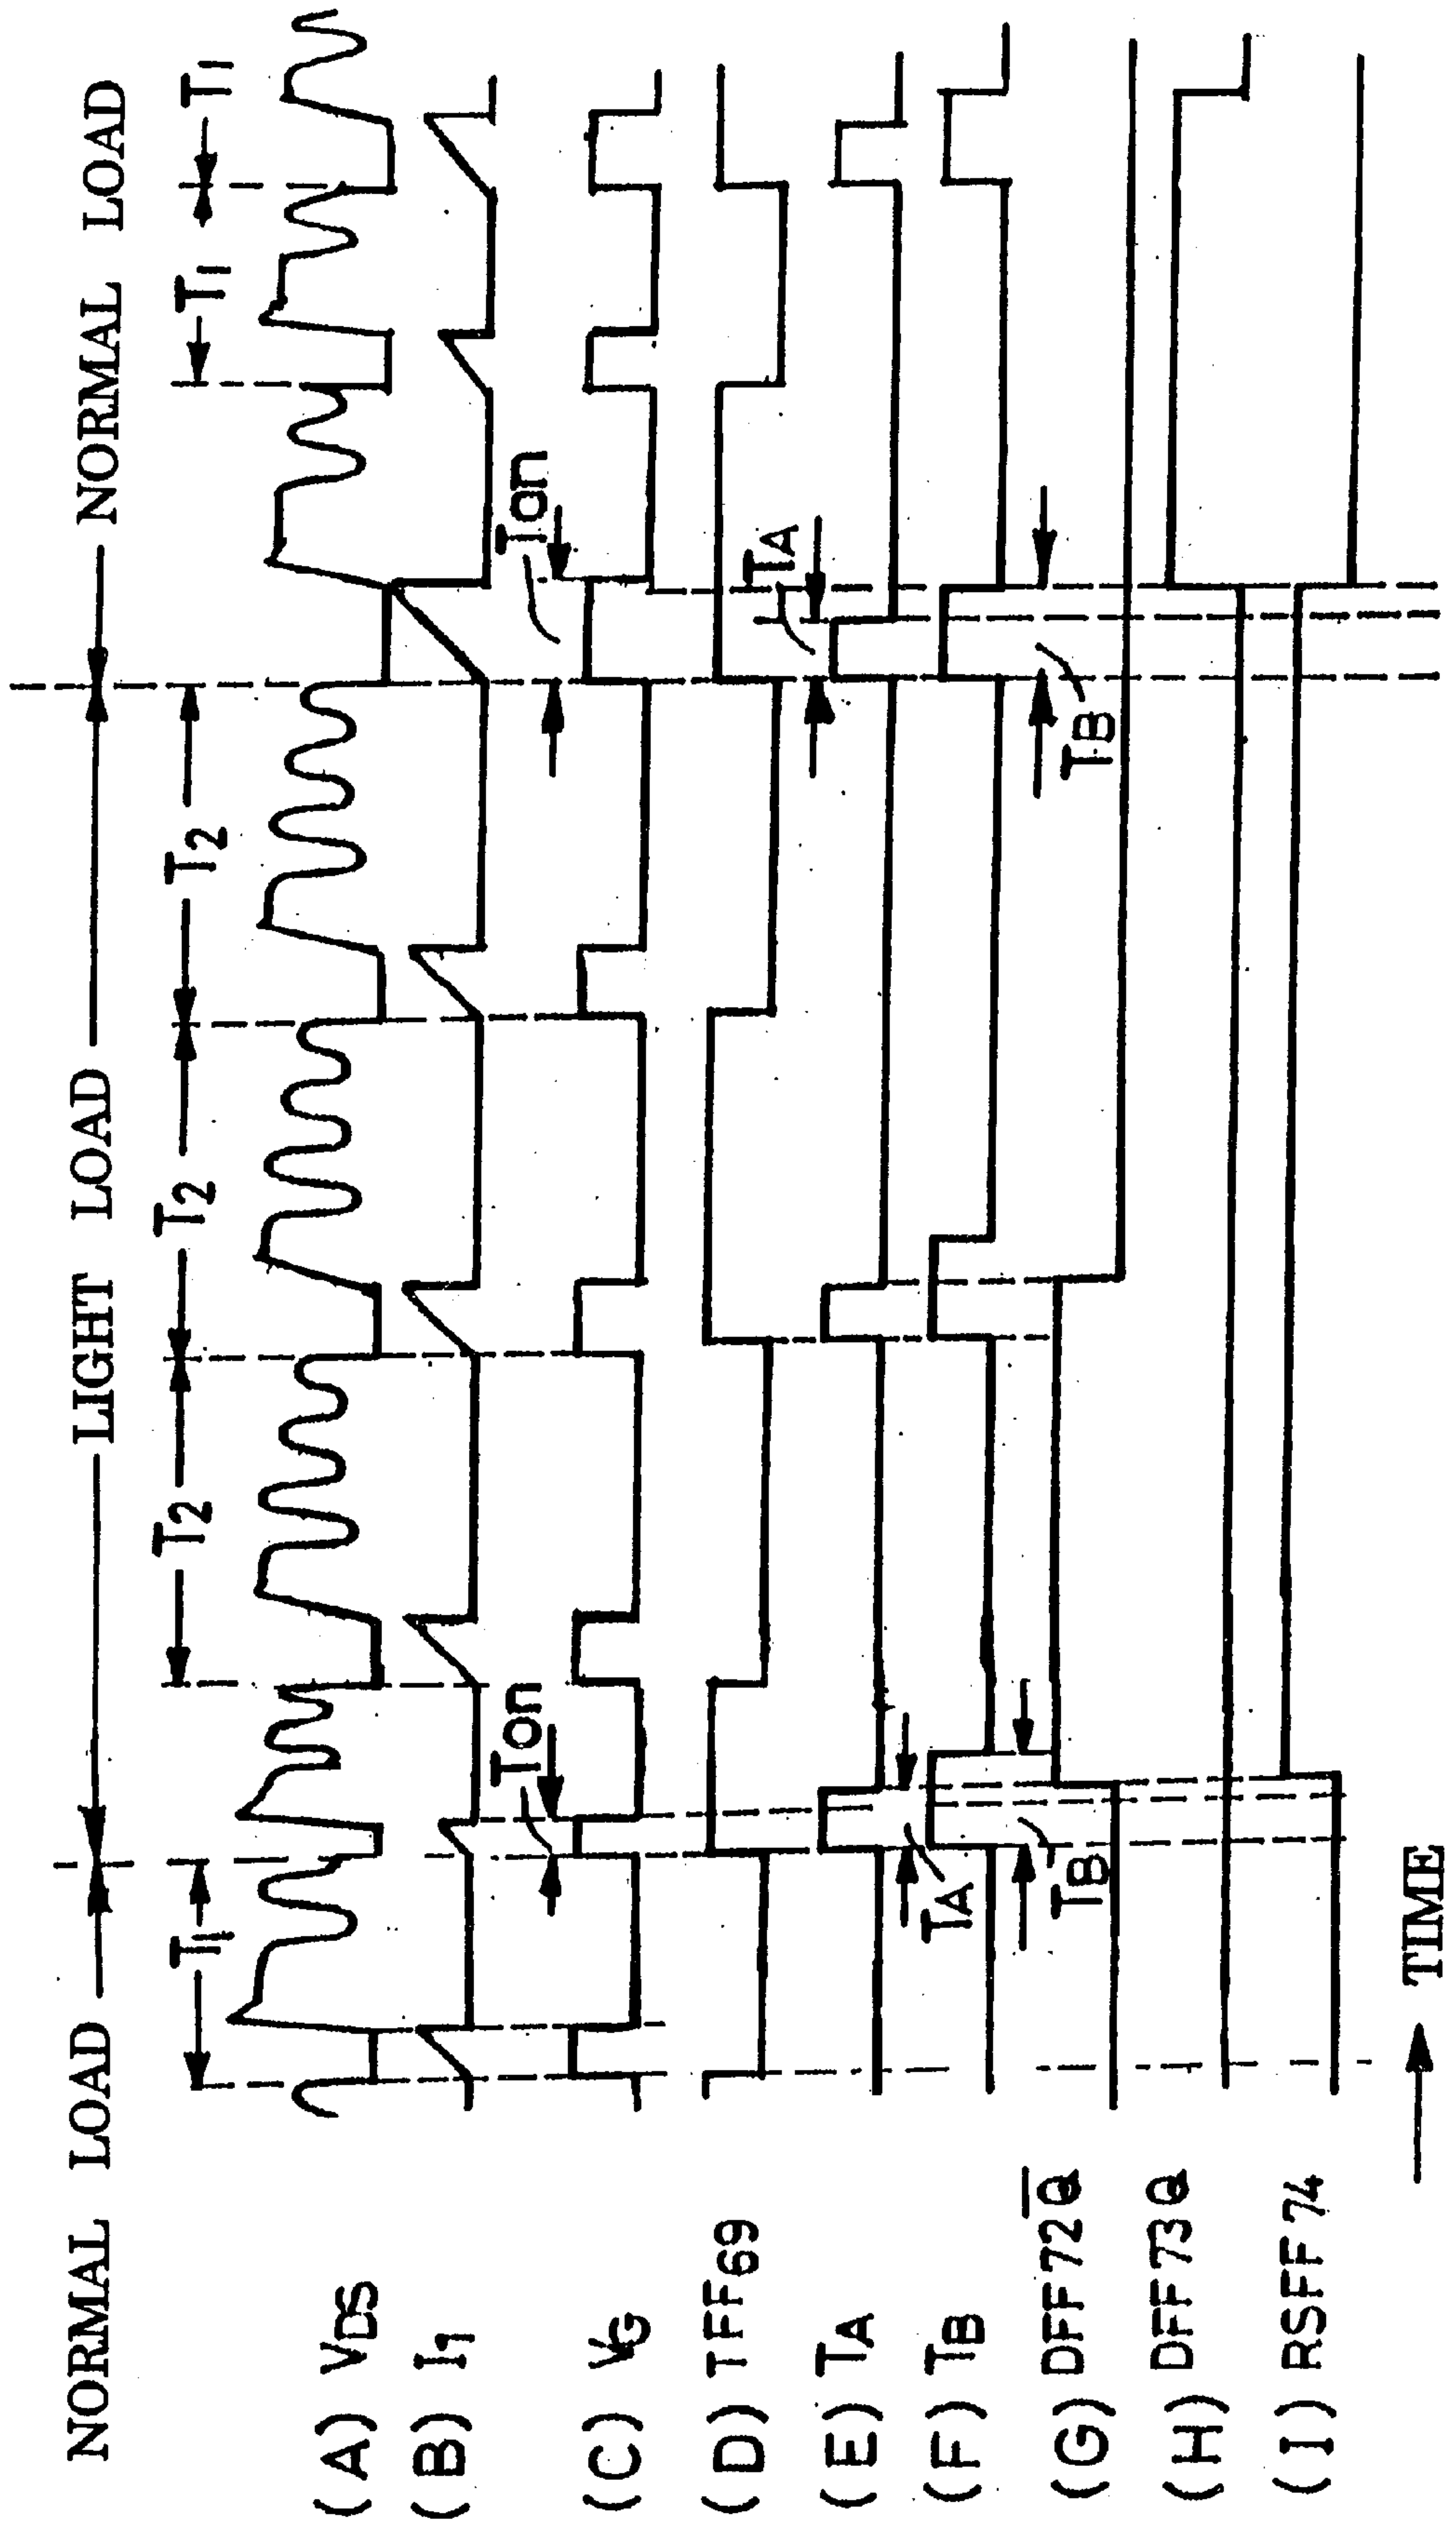 NORMAL LOAD LIGHT LOAD NORMAL LOAD
T1 T2 T2 T2 T1 T1
(A) VDS
(B) I1
Ton Ton
(C) VG
(D) TFF69
TA
(E) TA
TA
(F) TB
TB TB
(G) DFF72Q̅
(H) DFF73Q
(I) RSFF74
TIME